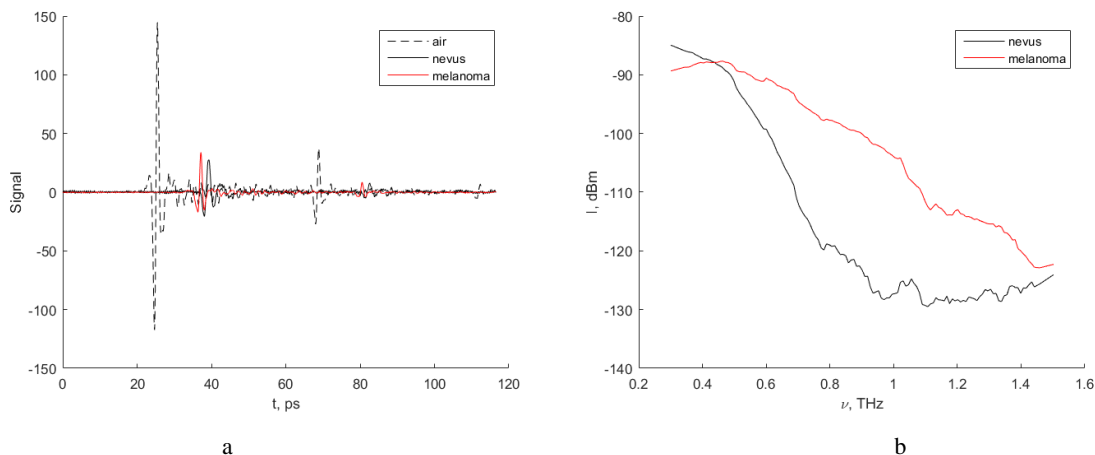 150
100
50
0
-50
-100
-150
Signal
0 20 40 60 80 100 120
t, ps
air
nevus
melanoma
a
-80
-90
-100
-110
-120
-130
-140
I, dBm
0.2 0.4 0.6 0.8 1 1.2 1.4 1.6
ν, THz
nevus
melanoma
b